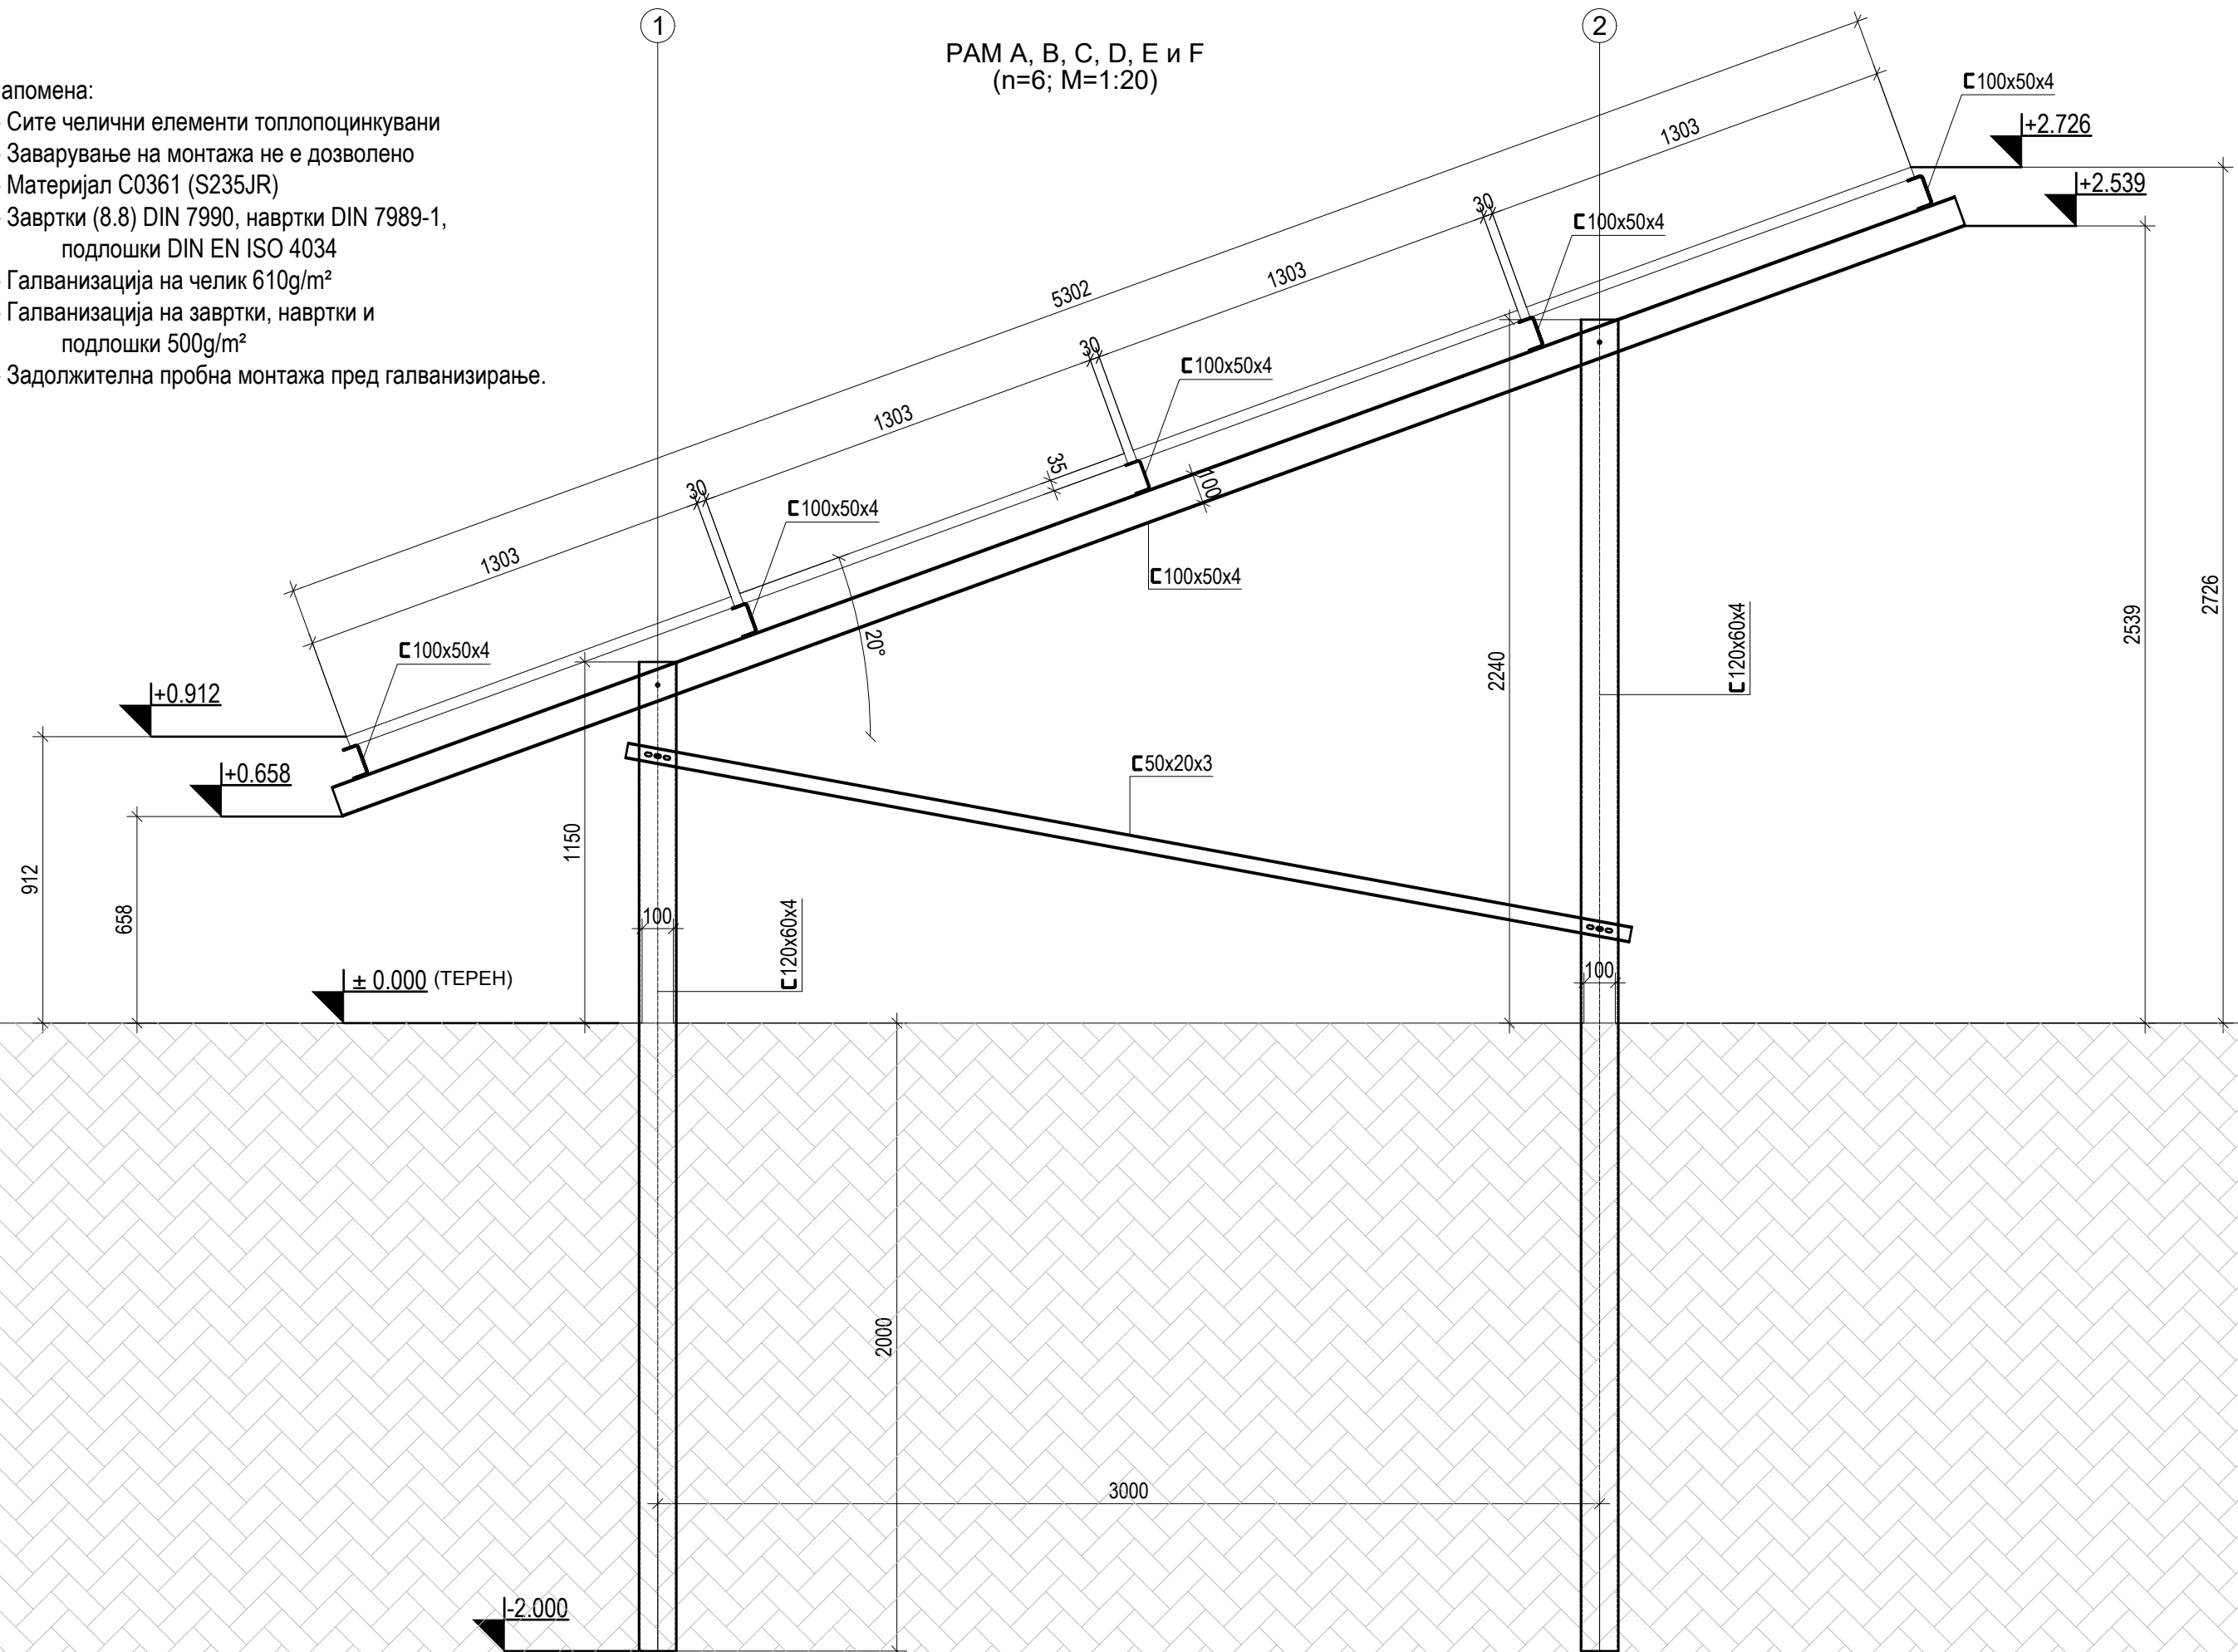 1
2
РАМ A, B, C, D, E и F
(n=6; M=1:20)
апомена:
- Сите челични елементи топлопоцинкувани
- Заварување на монтажа не е дозволено
- Материјал C0361 (S235JR)
- Завртки (8.8) DIN 7990, навртки DIN 7989-1,
подлошки DIN EN ISO 4034
- Галванизација на челик 610g/m²
- Галванизација на завртки, навртки и
подлошки 500g/m²
- Задолжителна пробна монтажа пред галванизирање.
100x50x4
+2.726
1303
+2.539
30
100x50x4
1303
5302
30
100x50x4
1303
35
100
30
100x50x4
1303
100x50x4
20°
100x50x4
+0.912
+0.658
50x20x3
120x60x4
2240
2539
2726
1150
912
658
100
120x60x4
100
± 0.000 (ТЕРЕН)
2000
3000
-2.000